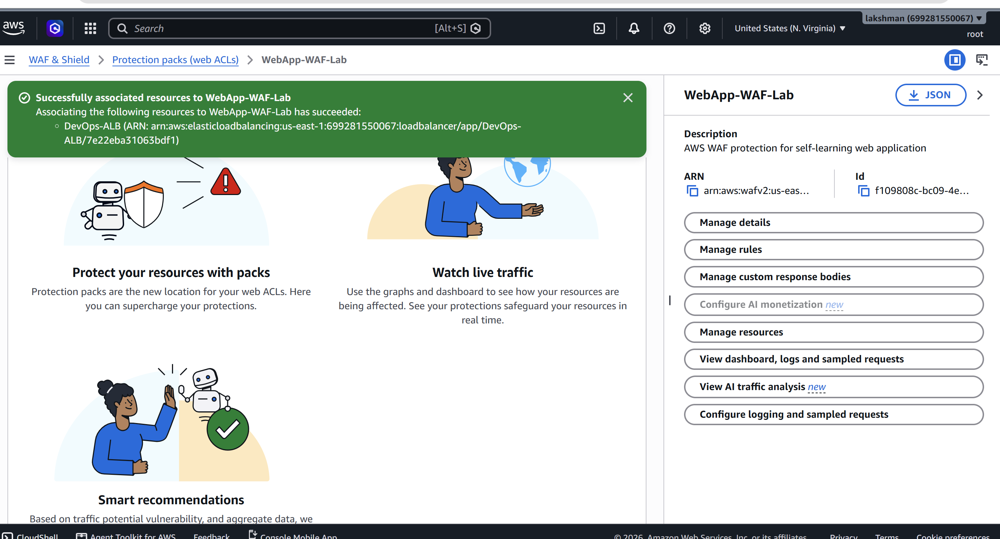 aws
Search
[Alt+S]
United States (N. Virginia)
lakshman (699281550067)
root
WAF & Shield
Protection packs (web ACLs)
WebApp-WAF-Lab
Successfully associated resources to WebApp-WAF-Lab
Associating the following resources to WebApp-WAF-Lab has succeeded:
DevOps-ALB (ARN: arn:aws:elasticloadbalancing:us-east-1:699281550067:loadbalancer/app/DevOps-
ALB/7e22eba31063bdf1)
Protect your resources with packs
Protection packs are the new location for your web ACLs. Here
you can supercharge your protections.
Watch live traffic
Use the graphs and dashboard to see how your resources are
being affected. See your protections safeguard your resources in
real time.
Smart recommendations
Based on traffic potential vulnerability, and aggregate data, we
WebApp-WAF-Lab
JSON
Description
AWS WAF protection for self-learning web application
ARN
arn:aws:wafv2:us-eas...
Id
f109808c-bc09-4e...
Manage details
Manage rules
Manage custom response bodies
Configure AI monetization new
Manage resources
View dashboard, logs and sampled requests
View AI traffic analysis new
Configure logging and sampled requests
CloudShell
Agent Toolkit for AWS
Feedback
Console Mobile App
© 2026, Amazon Web Services, Inc. or its affiliates.
Privacy
Terms
Cookie preferences